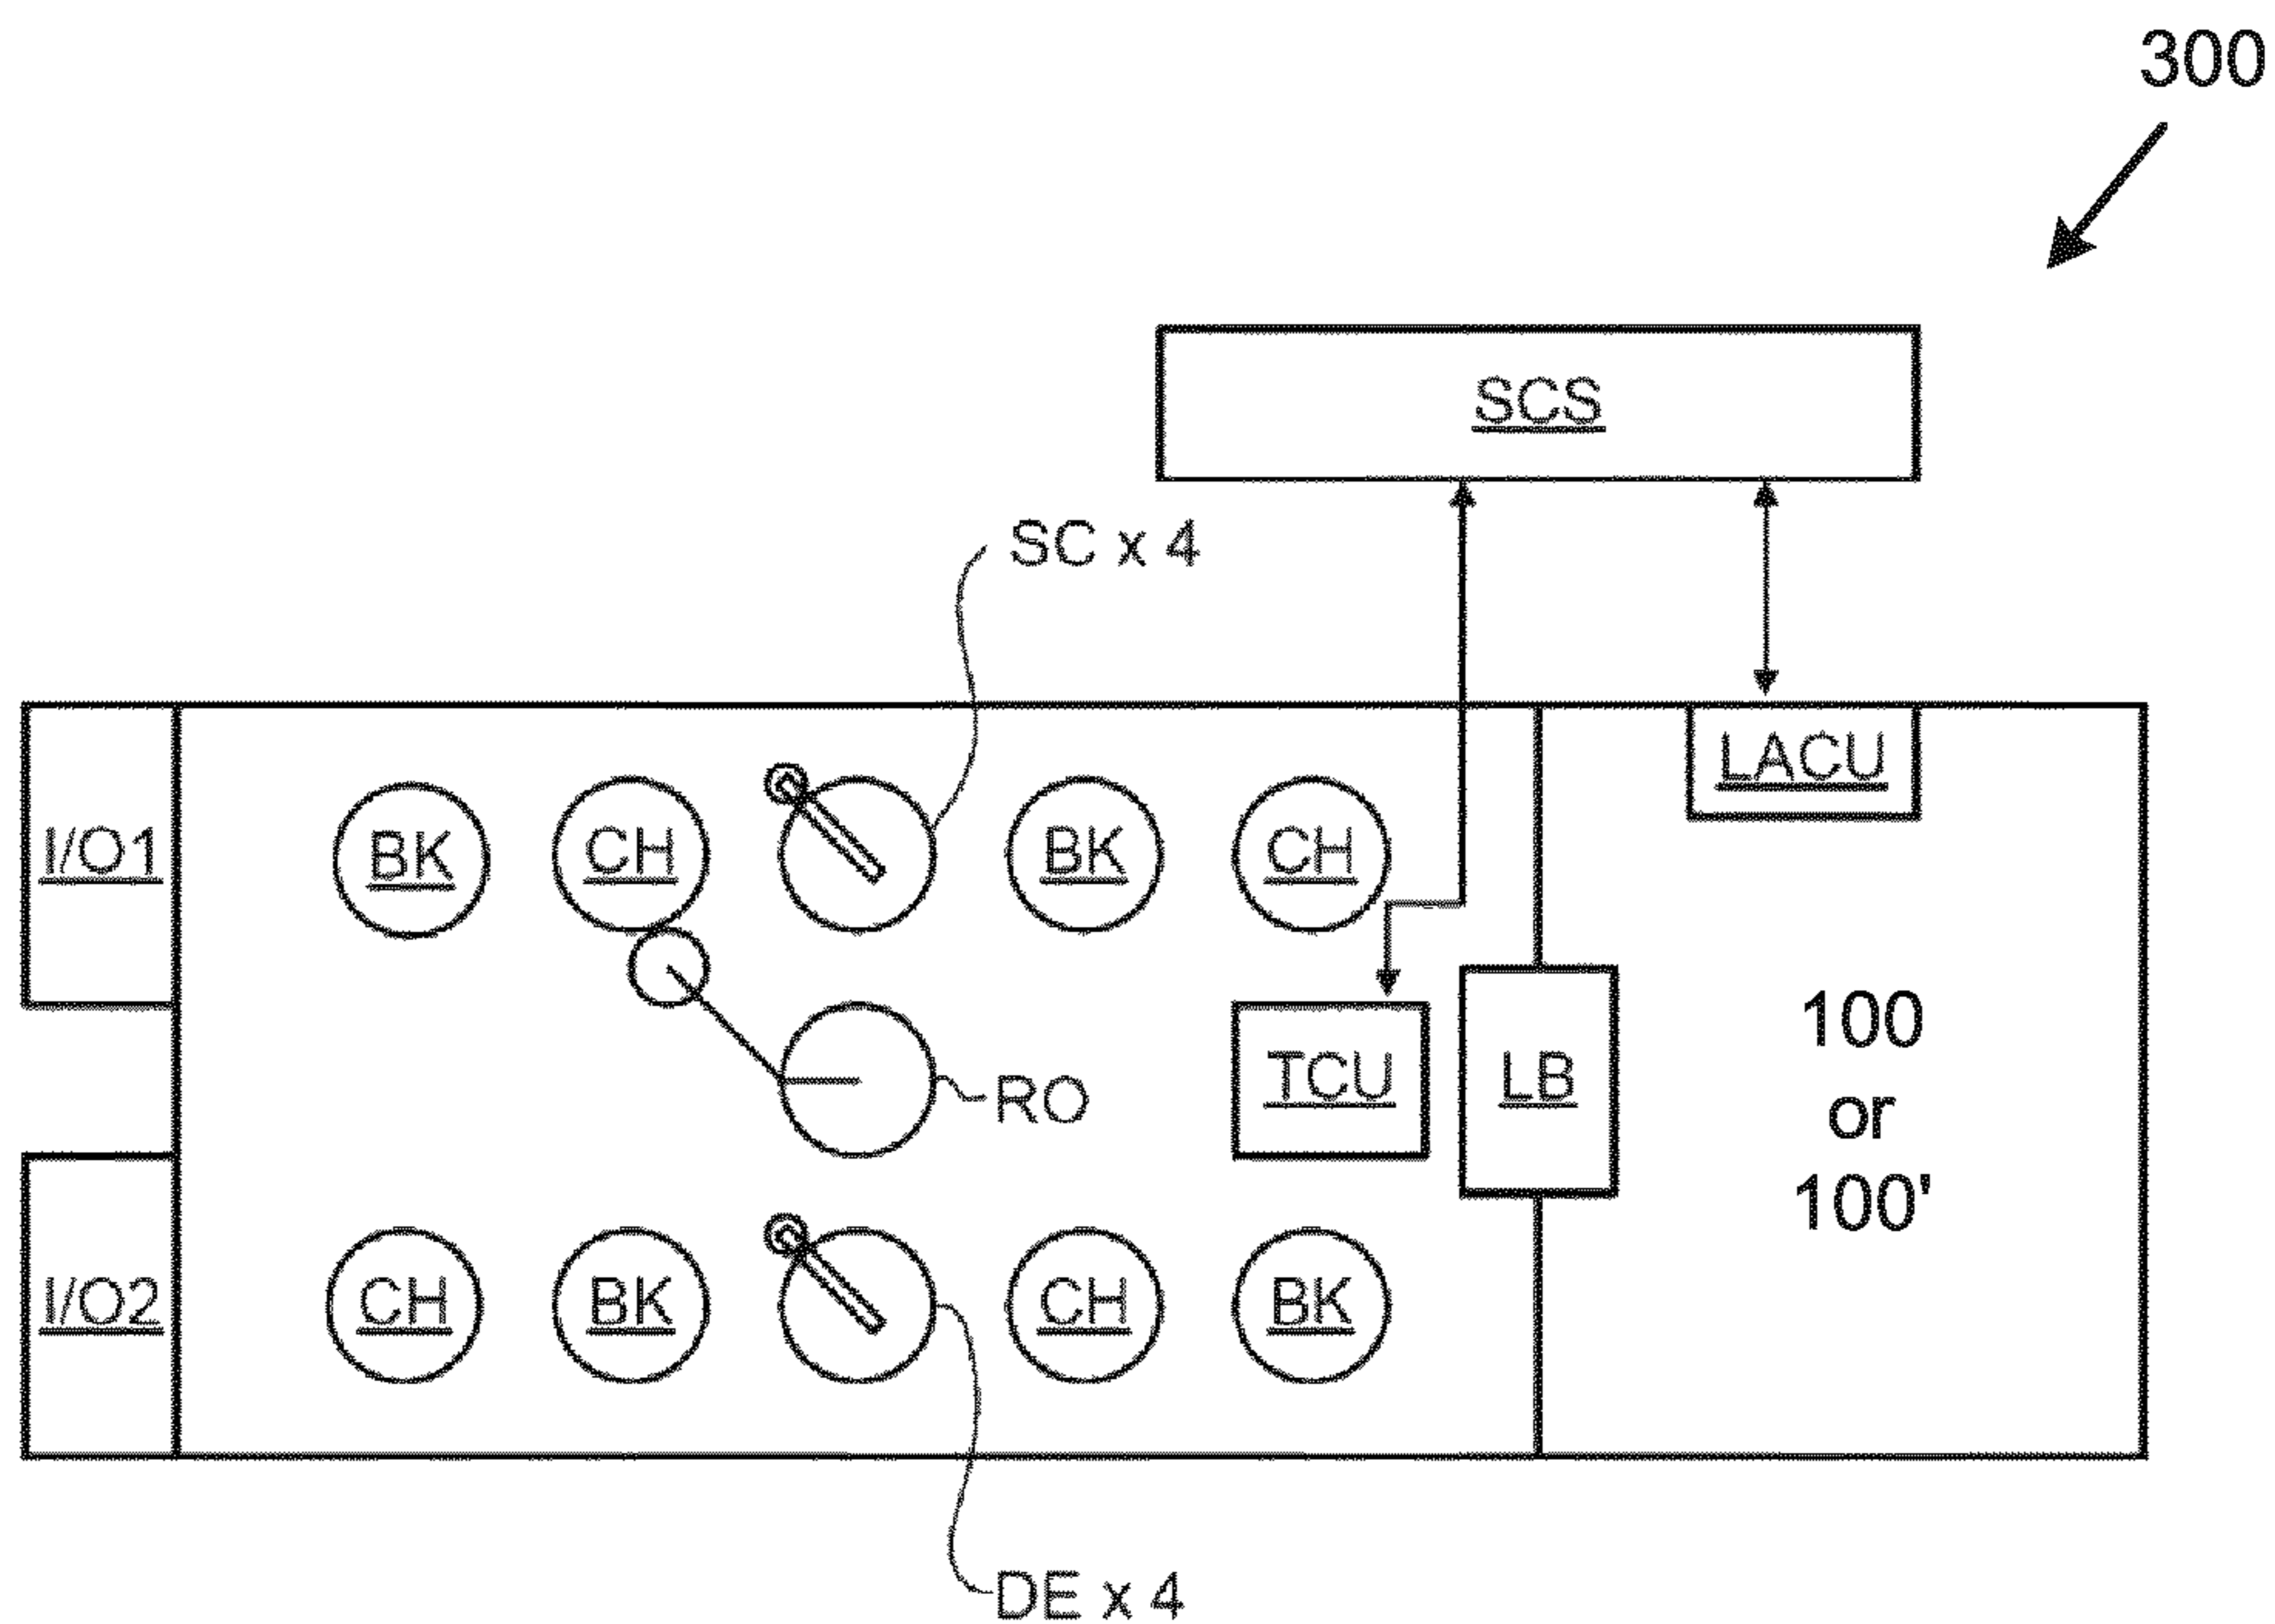 300
SCS
SC x 4
LACU
I/O1
BK
CH
BK
CH
100
or
100'
TCU
LB
RO
I/O2
CH
BK
CH
BK
DE x 4